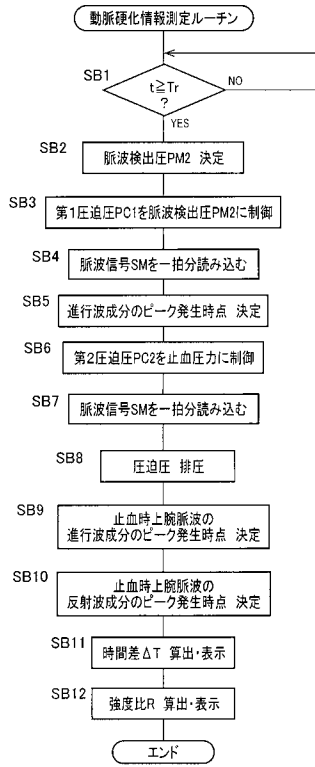 動脈硬化情報測定ルーチン
SB1
t≧Tr
?
NO
YES
SB2
脈波検出圧PM2 決定
SB3
第1圧迫圧PC1を脈波検出圧PM2に制御
SB4
脈波信号SMを一拍分読み込む
SB5
進行波成分のピーク発生時点 決定
SB6
第2圧迫圧PC2を止血圧力に制御
SB7
脈波信号SMを一拍分読み込む
SB8
圧迫圧 排圧
SB9
止血時上腕脈波の
進行波成分のピーク発生時点 決定
SB10
止血時上腕脈波の
反射波成分のピーク発生時点 決定
SB11
時間差ΔT 算出・表示
SB12
強度比R 算出・表示
エンド